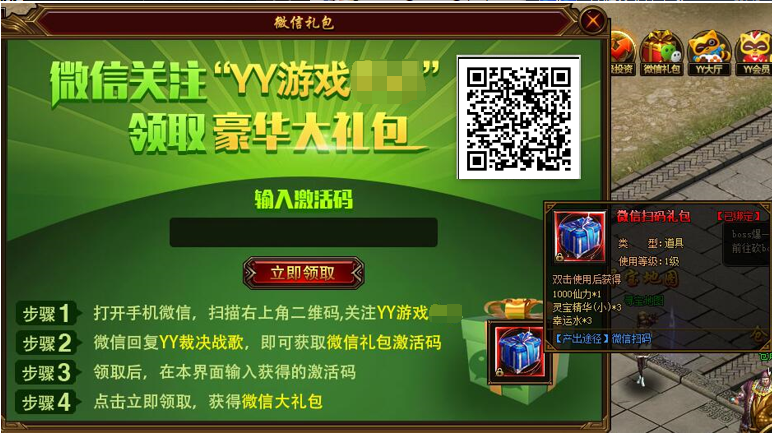 微信礼包
微信关注“YY游戏”
领取 豪华大礼包
输入激活码
立即领取
步骤1 打开手机微信，扫描右上角二维码,关注YY游戏
步骤2 微信回复YY裁决战歌，即可获取微信礼包激活码
步骤3 领取后，在本界面输入获得的激活码
步骤4 点击立即领取，获得微信大礼包
投资
微信礼包
YY大厅
YY会员
微信扫码礼包
【已绑定】
类 型:道具
使用等级:1级
双击使用后获得
1000仙力*1
灵宝精华(小)*3
幸运水*3
【产出途径】微信扫码
boss爆一